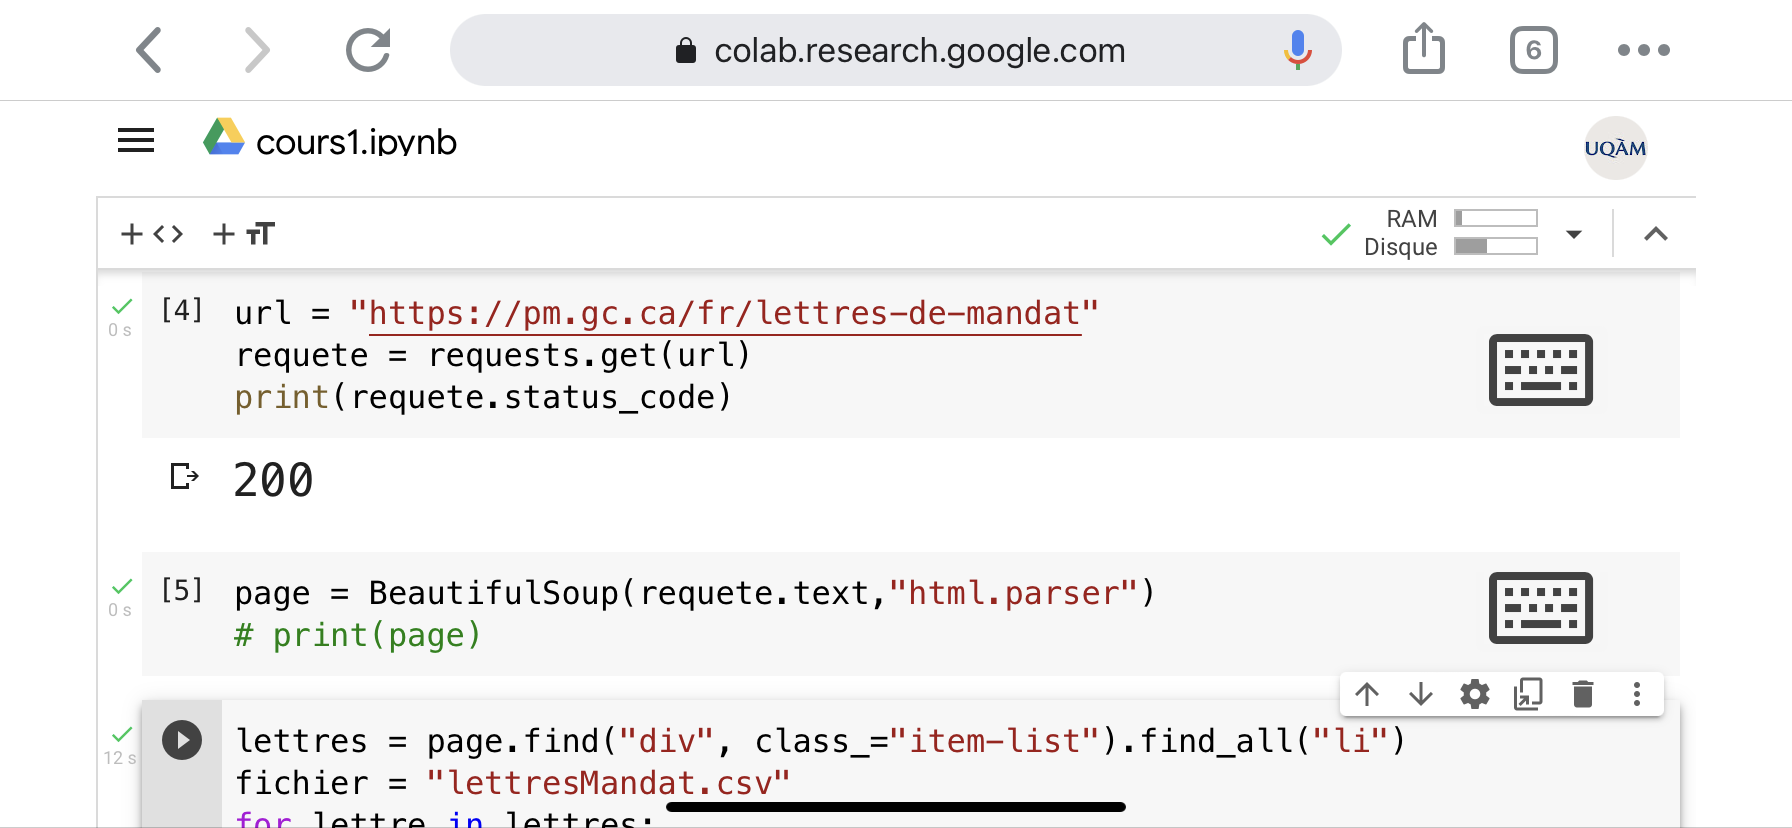 colab.research.google.com
6
cours1.ipynb
UQÀM
RAM
Disque
[4] url = "https://pm.gc.ca/fr/lettres-de-mandat"
0 s
requete = requests.get(url)
print(requete.status_code)
200
[5] page = BeautifulSoup(requete.text,"html.parser")
0 s
# print(page)
lettres = page.find("div", class_="item-list").find_all("li")
12 s
fichier = "lettresMandat.csv"
for lettre in lettres: